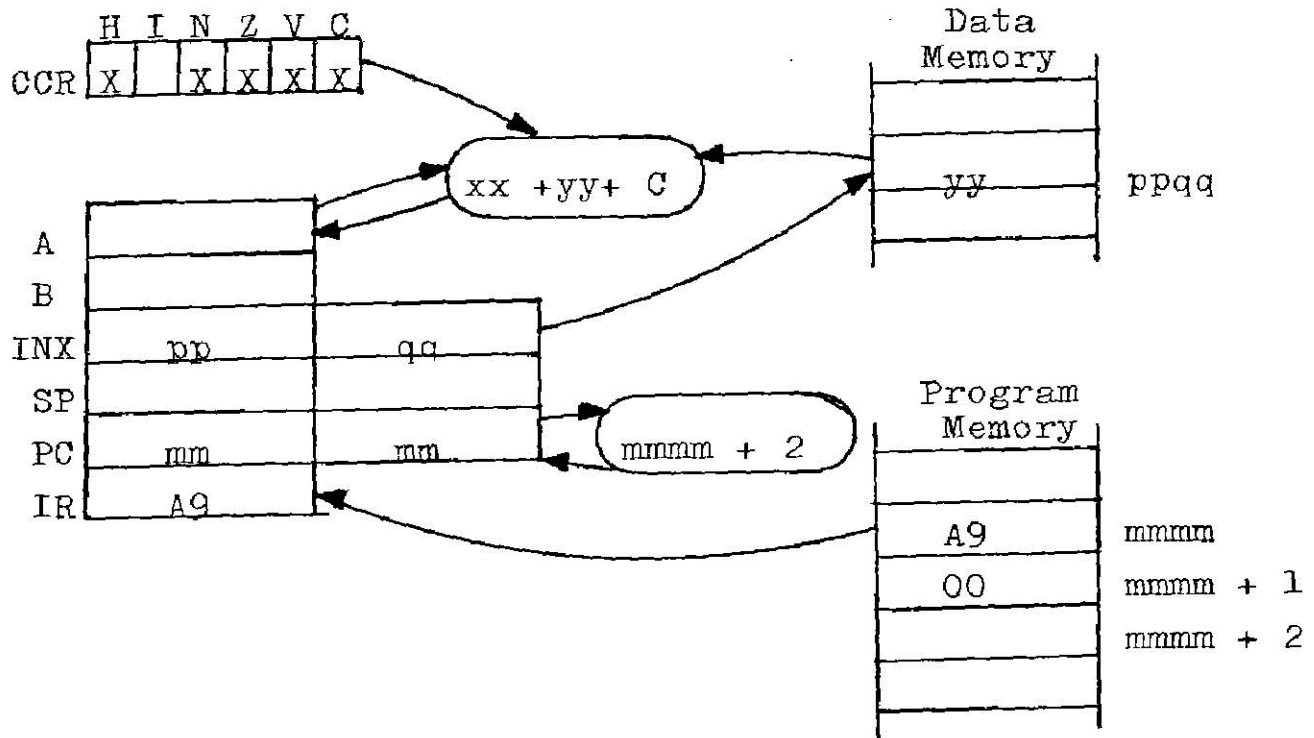 H I N Z V C
CCR X X X X X
Data
Memory
xx +yy+ C
yy ppqq
A
B
INX pp qq
SP
PC mm mm
mmmm + 2
IR A9
Program
Memory
A9 mmmm
00 mmmm + 1
mmmm + 2